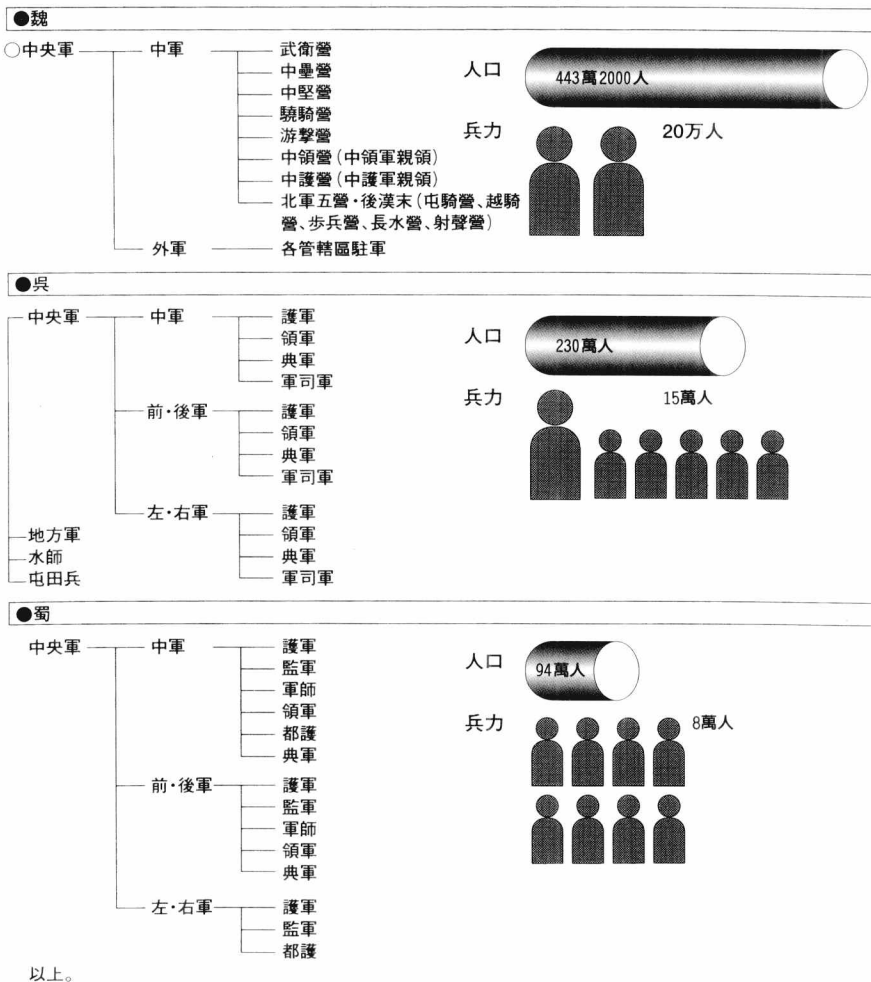 ●魏
○中央軍 中軍 武衛營
中壘營
中堅營
驍騎營
游擊營
中領營(中領軍親領)
中護營(中護軍親領)
北軍五營・後漢末(屯騎營、越騎
營、歩兵營、長水營、射聲營)
外軍 各管轄區駐軍
人口 443萬2000人
兵力 20万人
●呉
中央軍 中軍 護軍
領軍
典軍
軍司軍
前・後軍 護軍
領軍
典軍
軍司軍
左・右軍 護軍
領軍
典軍
軍司軍
地方軍
水師
屯田兵
人口 230萬人
兵力 15萬人
●蜀
中央軍 中軍 護軍
監軍
軍師
領軍
都護
典軍
前・後軍 護軍
監軍
軍師
領軍
典軍
左・右軍 護軍
監軍
都護
人口 94萬人
兵力 8萬人
以上。